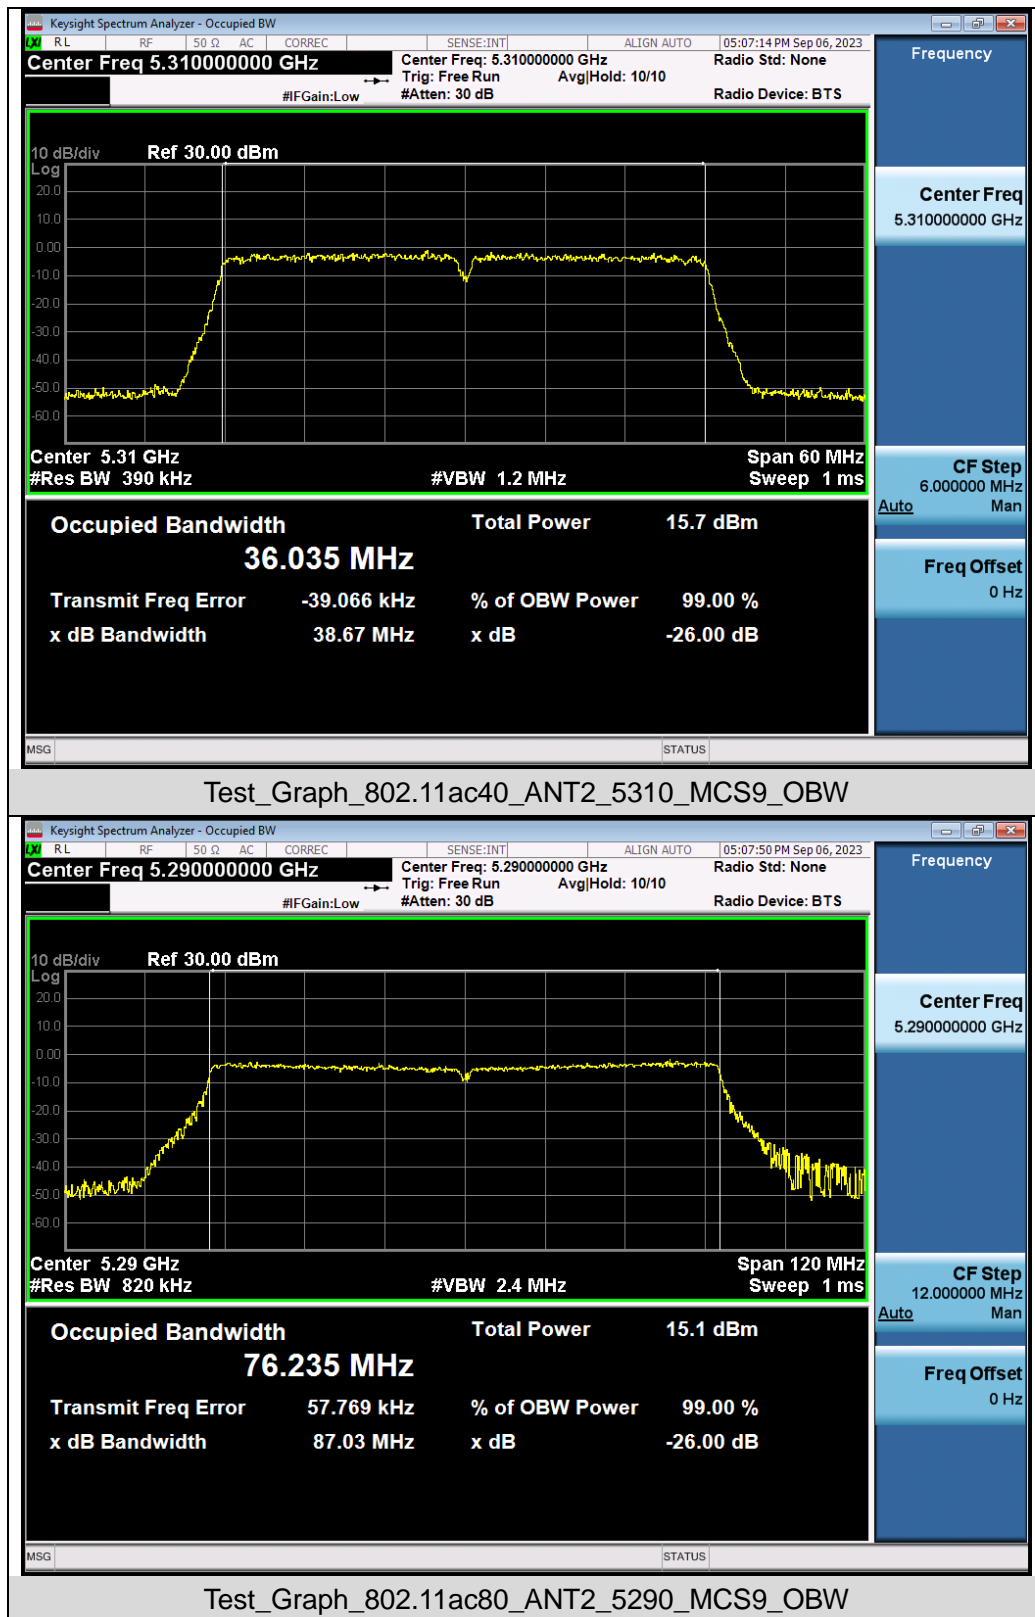 Keysight Spectrum Analyzer - Occupied BW
LXI RL RF 50 Ω AC CORREC SENSE:INT ALIGN AUTO 05:07:14 PM Sep 06, 2023
Center Freq 5.310000000 GHz
Center Freq: 5.310000000 GHz
Radio Std: None
Trig: Free Run Avg|Hold: 10/10
#IFGain:Low
#Atten: 30 dB
Radio Device: BTS
Frequency
10 dB/div Ref 30.00 dBm
Log
20.0
10.0
0.00
-10.0
-20.0
-30.0
-40.0
-50.0
-60.0
Center Freq
5.310000000 GHz
Center 5.31 GHz Span 60 MHz
#Res BW 390 kHz #VBW 1.2 MHz Sweep 1 ms
CF Step
6.000000 MHz
Auto Man
Occupied Bandwidth Total Power 15.7 dBm
36.035 MHz
Transmit Freq Error -39.066 kHz % of OBW Power 99.00 %
x dB Bandwidth 38.67 MHz x dB -26.00 dB
Freq Offset
0 Hz
MSG STATUS
Test_Graph_802.11ac40_ANT2_5310_MCS9_OBW
Keysight Spectrum Analyzer - Occupied BW
LXI RL RF 50 Ω AC CORREC SENSE:INT ALIGN AUTO 05:07:50 PM Sep 06, 2023
Center Freq 5.290000000 GHz
Center Freq: 5.290000000 GHz
Radio Std: None
Trig: Free Run Avg|Hold: 10/10
#IFGain:Low
#Atten: 30 dB
Radio Device: BTS
Frequency
10 dB/div Ref 30.00 dBm
Log
20.0
10.0
0.00
-10.0
-20.0
-30.0
-40.0
-50.0
-60.0
Center Freq
5.290000000 GHz
Center 5.29 GHz Span 120 MHz
#Res BW 820 kHz #VBW 2.4 MHz Sweep 1 ms
CF Step
12.000000 MHz
Auto Man
Occupied Bandwidth Total Power 15.1 dBm
76.235 MHz
Transmit Freq Error 57.769 kHz % of OBW Power 99.00 %
x dB Bandwidth 87.03 MHz x dB -26.00 dB
Freq Offset
0 Hz
MSG STATUS
Test_Graph_802.11ac80_ANT2_5290_MCS9_OBW